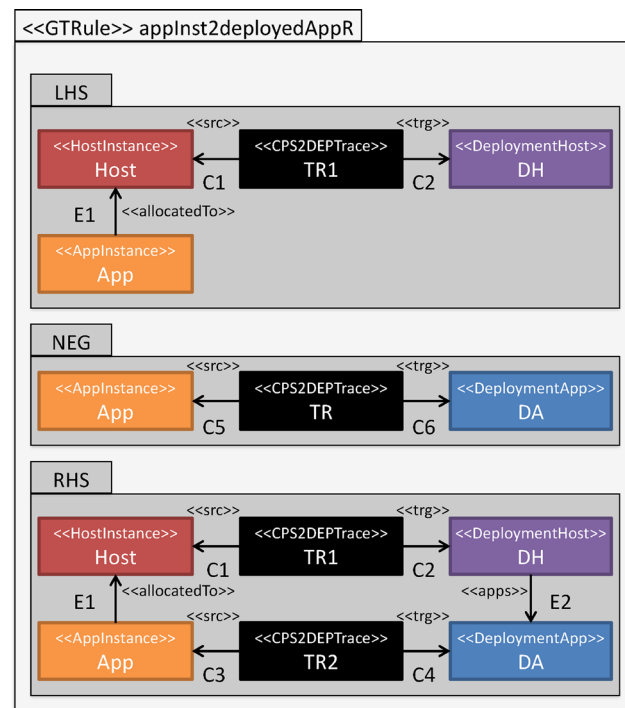 <<GTRule>> appInst2deployedAppR
LHS
<<src>> <<trg>>
<<HostInstance>> <<CPS2DEPTrace>> <<DeploymentHost>>
Host TR1 DH
C1 C2
E1 <<allocatedTo>>
<<AppInstance>>
App
NEG
<<src>> <<trg>>
<<AppInstance>> <<CPS2DEPTrace>> <<DeploymentApp>>
App TR DA
C5 C6
RHS
<<src>> <<trg>>
<<HostInstance>> <<CPS2DEPTrace>> <<DeploymentHost>>
Host TR1 DH
C1 C2
E1 <<allocatedTo>> <<apps>> E2
<<src>> <<trg>>
<<AppInstance>> <<CPS2DEPTrace>> <<DeploymentApp>>
App TR2 DA
C3 C4